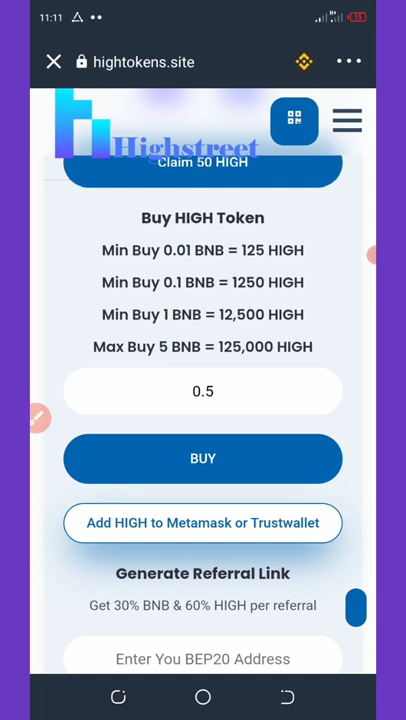 11:11
15
hightokens.site
Highstreet
Claim 50 HIGH
Buy HIGH Token
Min Buy 0.01 BNB = 125 HIGH
Min Buy 0.1 BNB = 1250 HIGH
Min Buy 1 BNB = 12,500 HIGH
Max Buy 5 BNB = 125,000 HIGH
0.5
BUY
Add HIGH to Metamask or Trustwallet
Generate Referral Link
Get 30% BNB & 60% HIGH per referral
Enter You BEP20 Address